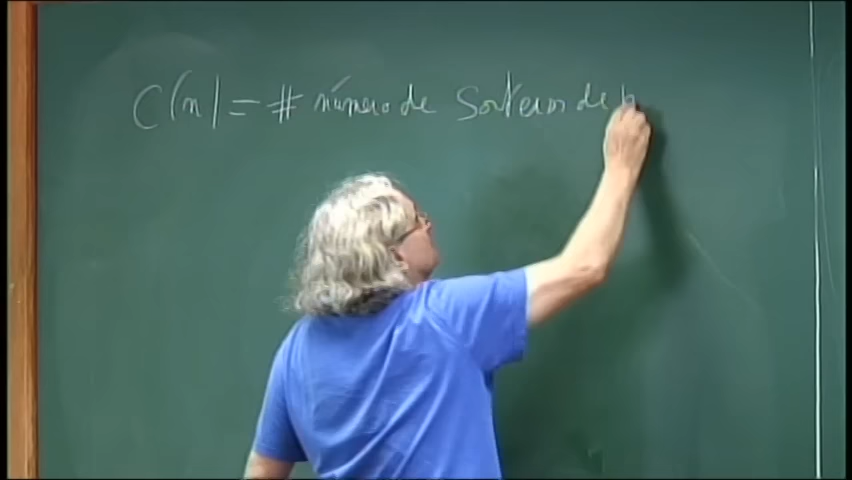 C(n) = # número de Sorteios de n